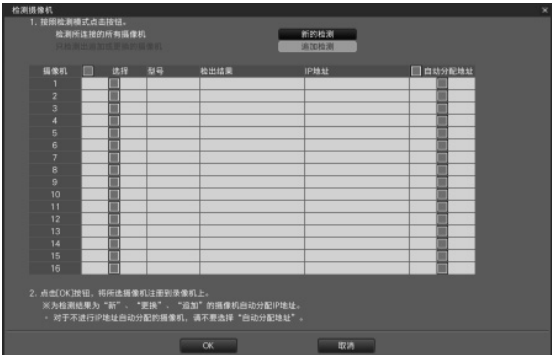 检测摄像机
1. 按照检测模式点击按钮。
检测所连接的所有摄像机 新的检测
只检测出追加或更换的摄像机 追加检测
摄像机 选择 型号 检出结果 IP地址 自动分配地址
1
2
3
4
5
6
7
8
9
10
11
12
13
14
15
16
2. 点击[OK]按钮，将所选摄像机注册到录像机上。
※为检测结果为“新”、“更换”、“追加”的摄像机自动分配IP地址。
· 对于不进行IP地址自动分配的摄像机，请不要选择“自动分配地址”。
OK 取消